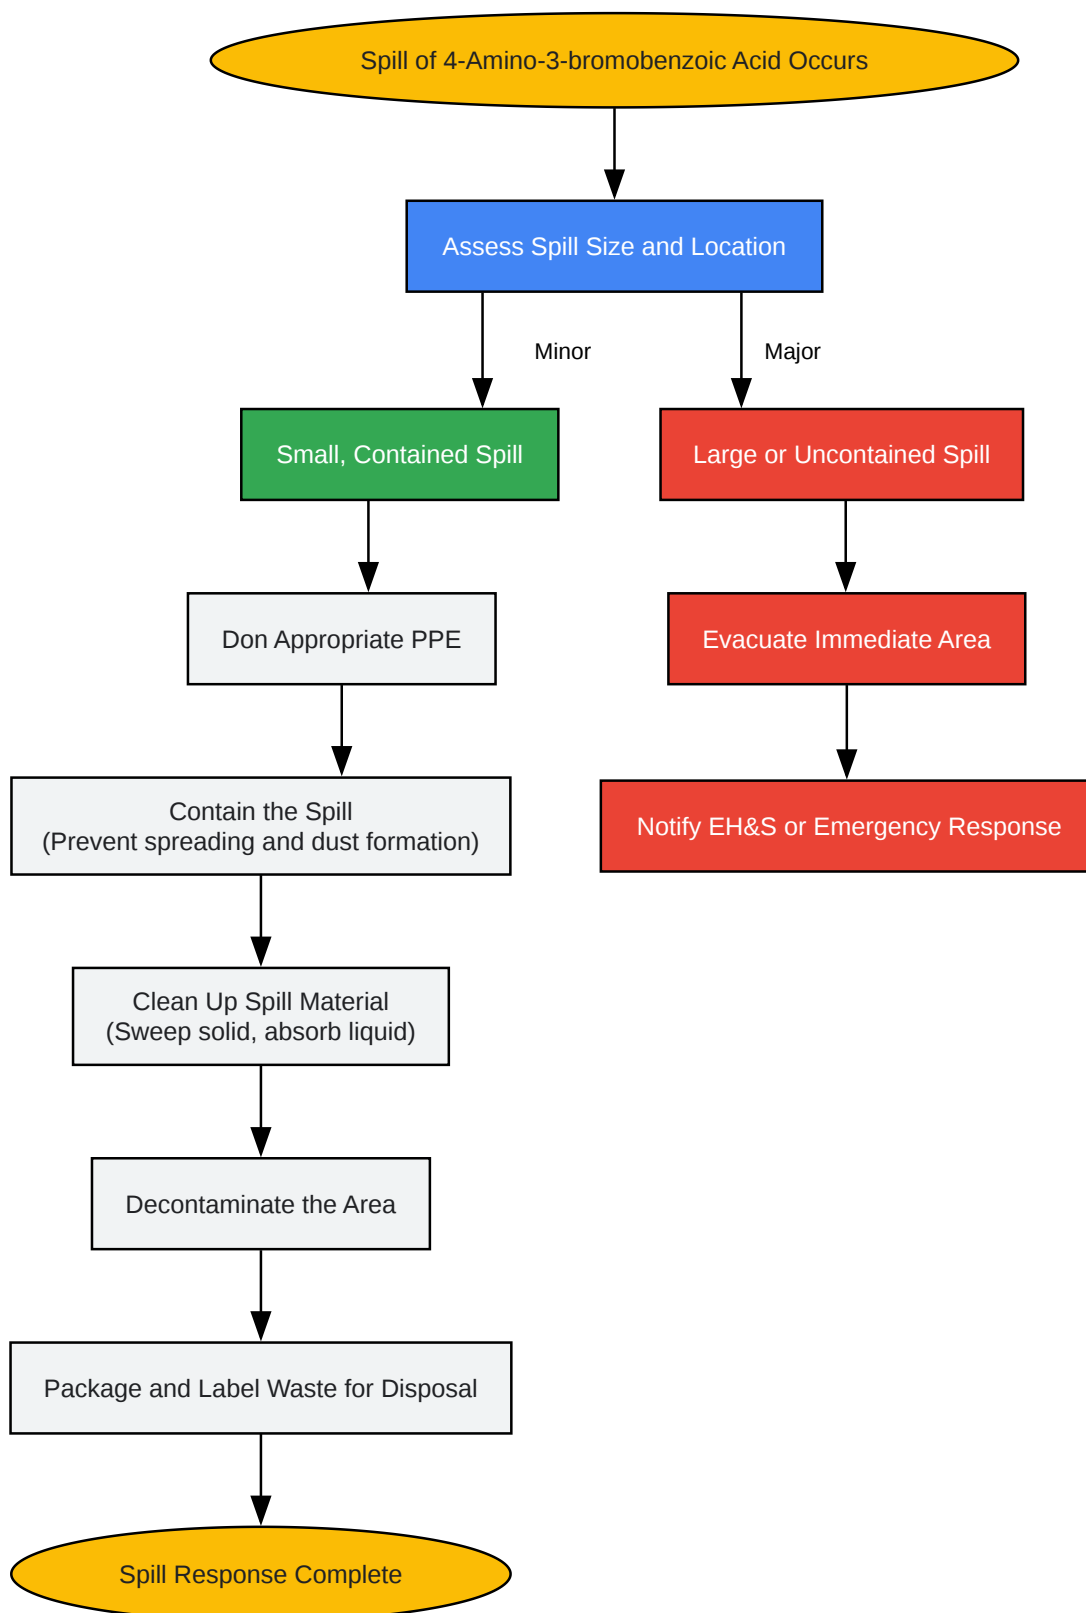 Spill of 4-Amino-3-bromobenzoic Acid Occurs
Assess Spill Size and Location
Minor
Major
Small, Contained Spill
Large or Uncontained Spill
Don Appropriate PPE
Evacuate Immediate Area
Contain the Spill
(Prevent spreading and dust formation)
Notify EH&S or Emergency Response
Clean Up Spill Material
(Sweep solid, absorb liquid)
Decontaminate the Area
Package and Label Waste for Disposal
Spill Response Complete